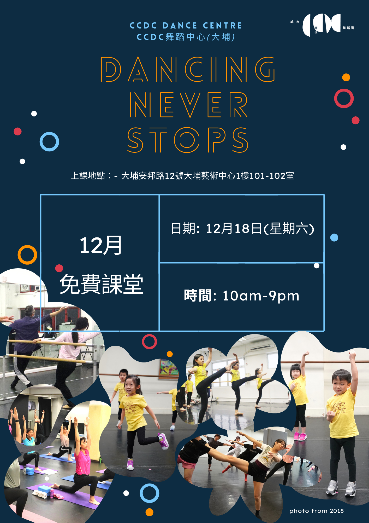 CCDC DANCE CENTRE
CCDC舞蹈中心(大埔)
DANCING
NEVER
STOPS
上課地點：- 大埔安邦路12號大埔藝術中心1樓101-102室
12月
免費課堂
日期: 12月18日(星期六)
時間: 10am-9pm
photo from 2018